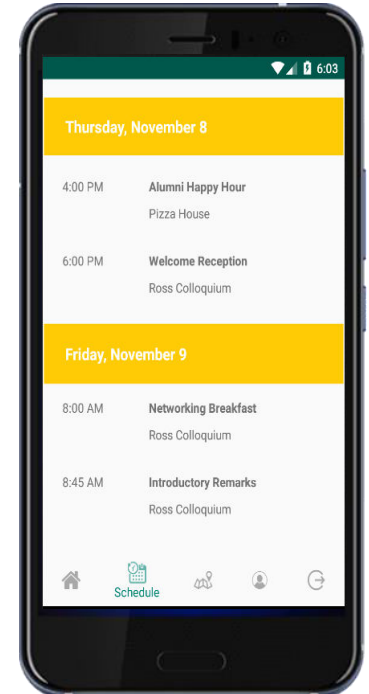 6:03
Thursday, November 8
4:00 PM Alumni Happy Hour
Pizza House
6:00 PM Welcome Reception
Ross Colloquium
Friday, November 9
8:00 AM Networking Breakfast
Ross Colloquium
8:45 AM Introductory Remarks
Ross Colloquium
Schedule